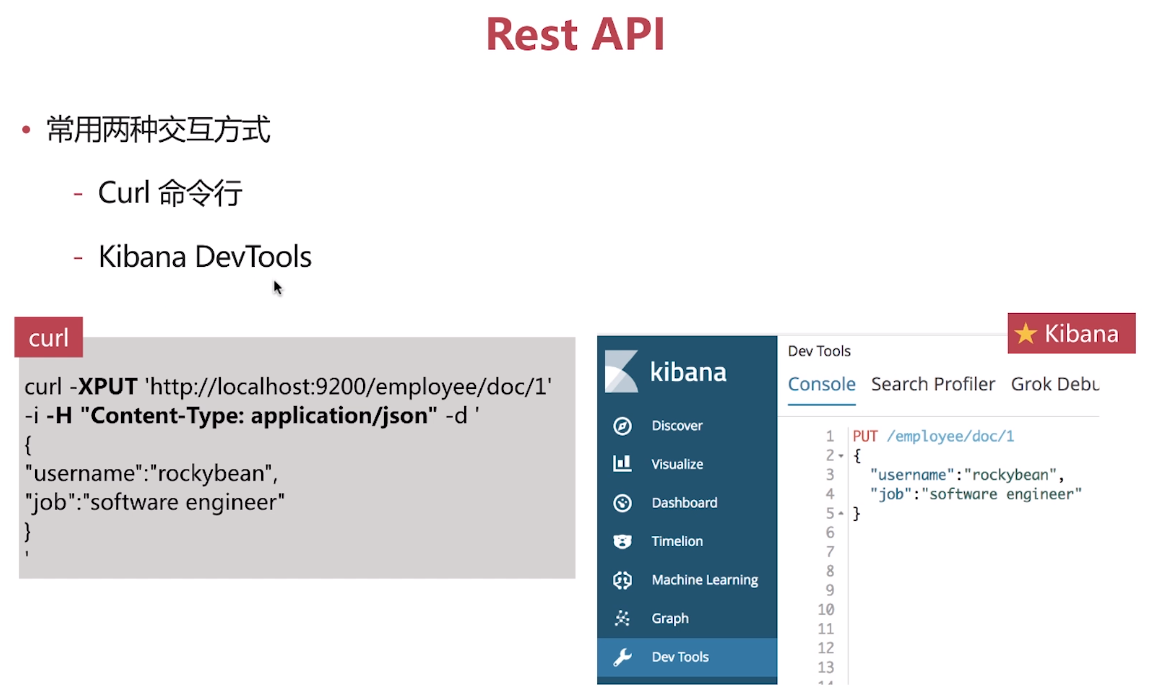 Rest API
• 常用两种交互方式
- Curl 命令行
- Kibana DevTools
curl
curl -XPUT 'http://localhost:9200/employee/doc/1'
-i -H "Content-Type: application/json" -d '
{
"username":"rockybean",
"job":"software engineer"
}
'
Kibana
kibana
Discover
Visualize
Dashboard
Timelion
Machine Learning
Graph
Dev Tools
Dev Tools
Console Search Profiler Grok Debu
1 PUT /employee/doc/1
2 {
3 "username":"rockybean",
4 "job":"software engineer"
5 }
6
7
8
9
10
11
12
13